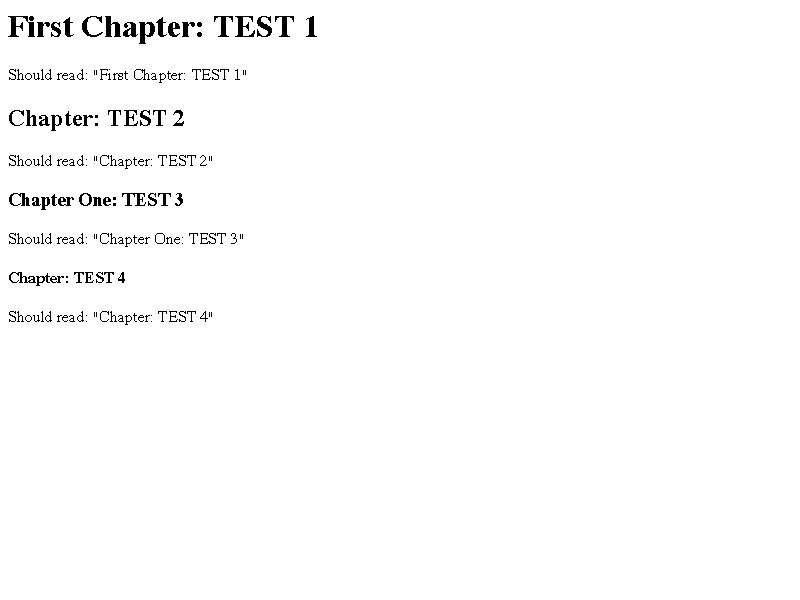 First Chapter: TEST 1
Should read: "First Chapter: TEST 1"
Chapter: TEST 2
Should read: "Chapter: TEST 2"
Chapter One: TEST 3
Should read: "Chapter One: TEST 3"
Chapter: TEST 4
Should read: "Chapter: TEST 4"